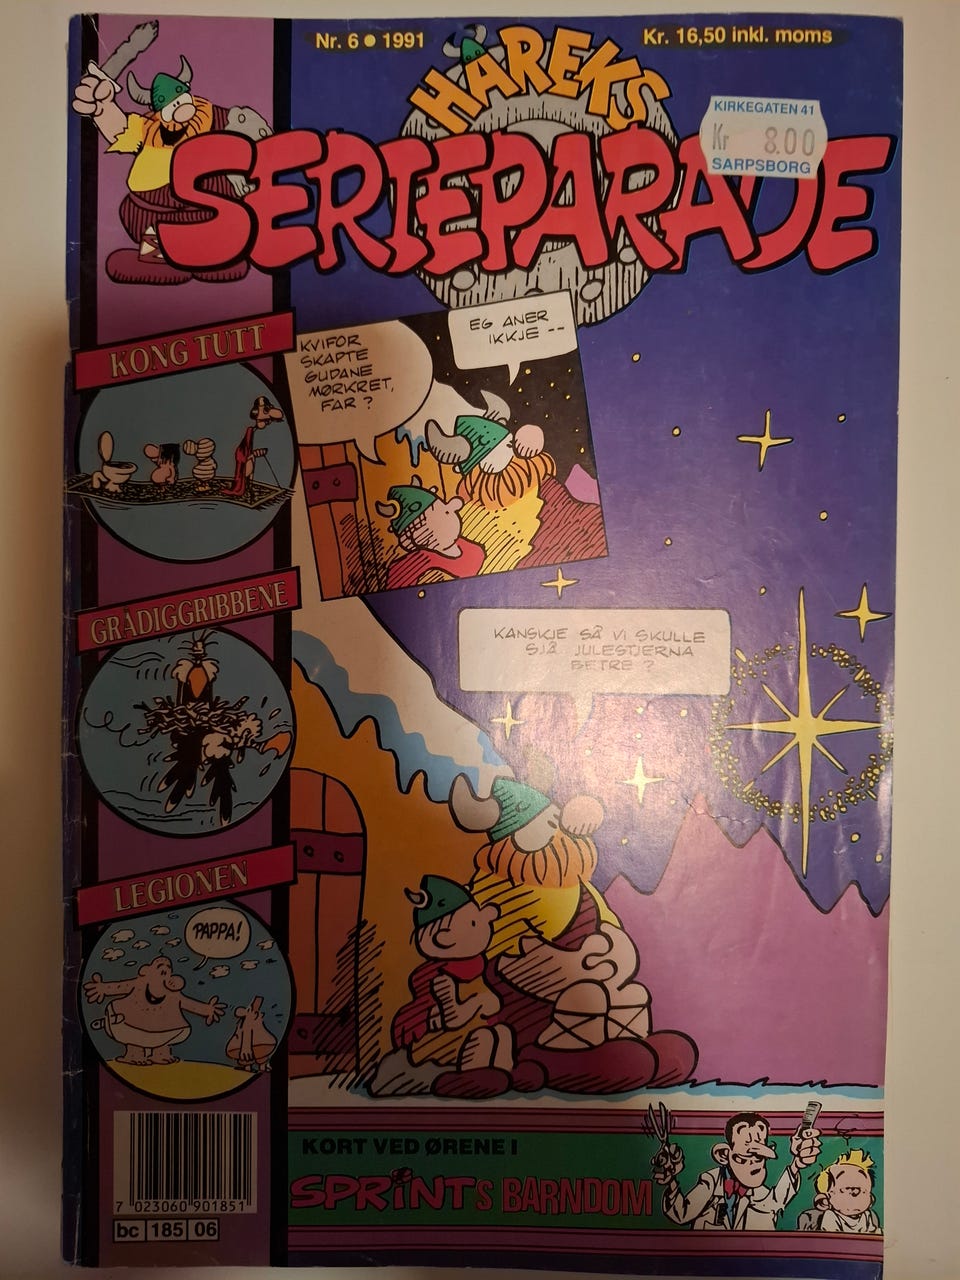 Nr. 6 ● 1991
Kr. 16,50 inkl. moms
HÅREKS
SERIEPARADE
KIRKEGATEN 41
Kr 8.00
SARPSBORG
KONG TUTT
KVIFOR
SKAPTE
GUDANE
MØRKRET,
FAR ?
EG ANER
IKKJE --
GRÅDIGGRIBBENE
KANSKJE SÅ VI SKULLE
SJÅ JULESTJERNA
BETRE ?
LEGIONEN
PAPPA!
7 023060 901851
bc 185 06
KORT VED ØRENE I
SPRiNTs BARNDOM